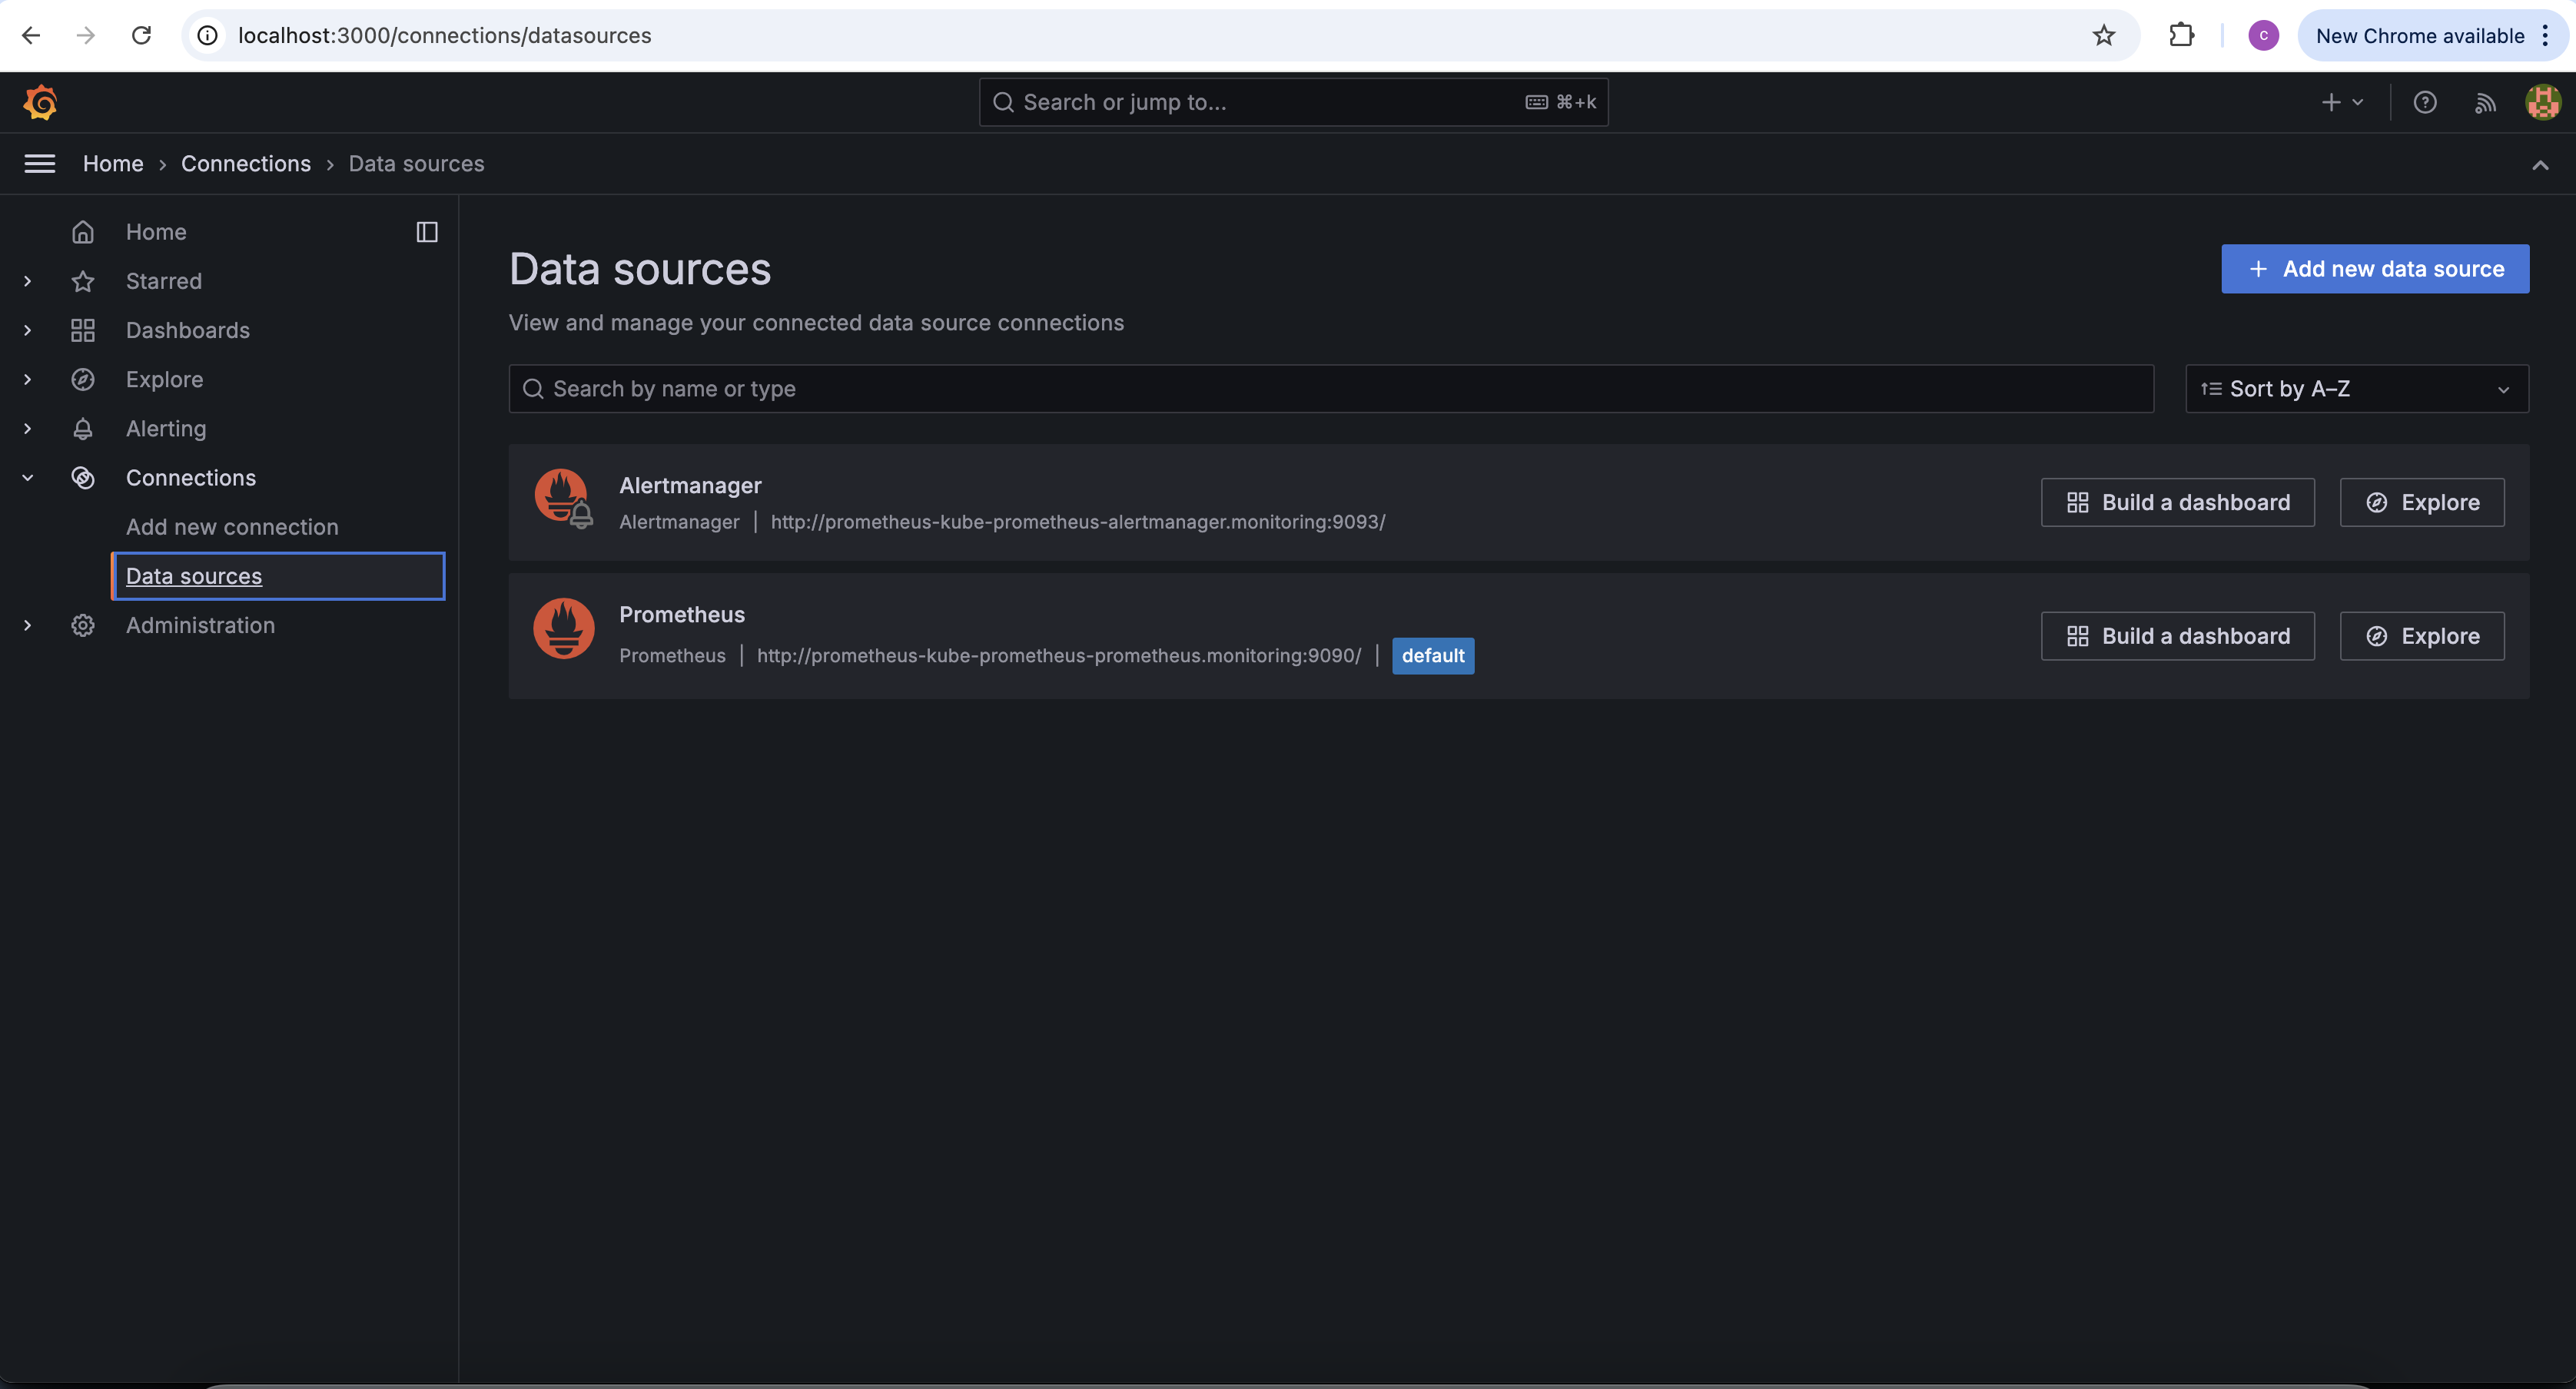 localhost:3000/connections/datasources
C
New Chrome available
Search or jump to...
⌘+k
Home
Connections
Data sources
Home
Starred
Dashboards
Explore
Alerting
Connections
Add new connection
Data sources
Administration
Data sources
Add new data source
View and manage your connected data source connections
Search by name or type
Sort by A–Z
Alertmanager
Alertmanager | http://prometheus-kube-prometheus-alertmanager.monitoring:9093/
Build a dashboard
Explore
Prometheus
Prometheus | http://prometheus-kube-prometheus-prometheus.monitoring:9090/ | default
Build a dashboard
Explore